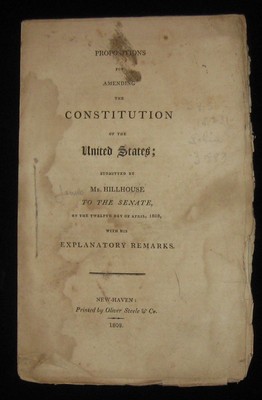 PROPOSITIONS
FOR
AMENDING
THE
CONSTITUTION
OF THE
United States;
SUBMITTED BY
Mr. HILLHOUSE
TO THE SENATE,
ON THE TWELFTH DAY OF APRIL, 1808,
WITH HIS
EXPLANATORY REMARKS.
NEW-HAVEN:
Printed by Oliver Steele & Co.
1808.